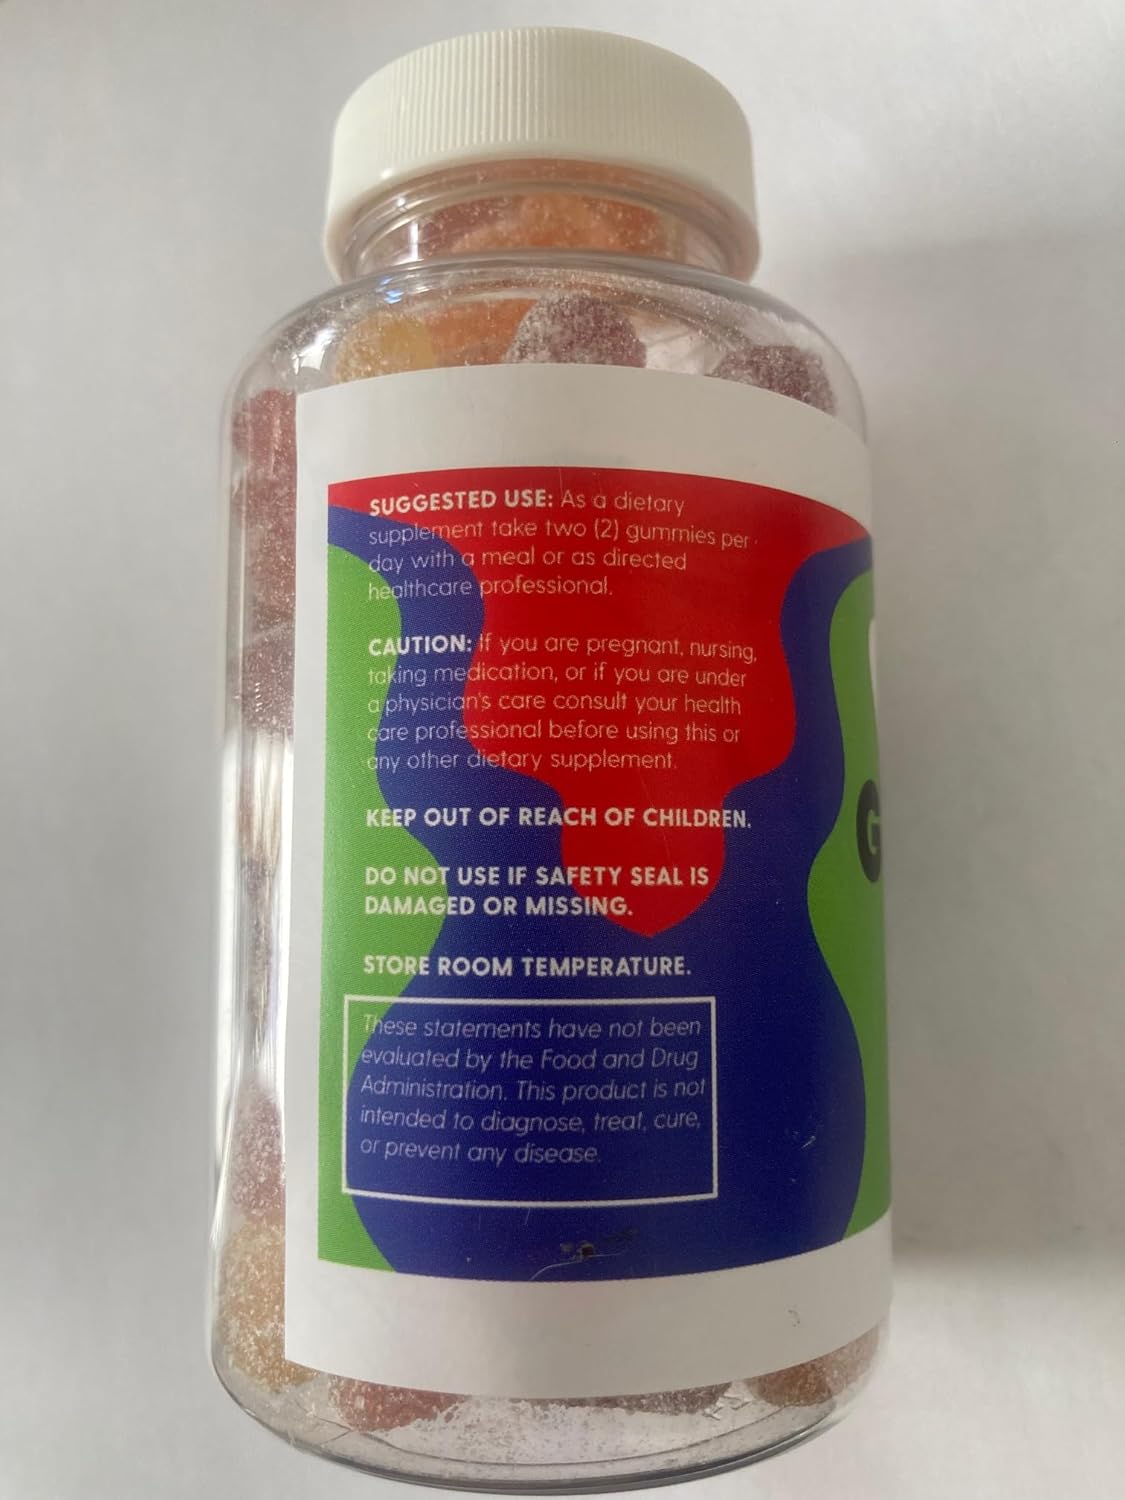 SUGGESTED USE: As a dietary
supplement take two (2) gummies per
day with a meal or as directed
healthcare professional.
CAUTION: If you are pregnant, nursing,
taking medication, or if you are under
a physician's care consult your health
care professional before using this or
any other dietary supplement.
KEEP OUT OF REACH OF CHILDREN.
DO NOT USE IF SAFETY SEAL IS
DAMAGED OR MISSING.
STORE ROOM TEMPERATURE.
These statements have not been
evaluated by the Food and Drug
Administration. This product is not
intended to diagnose, treat, cure,
or prevent any disease.
G